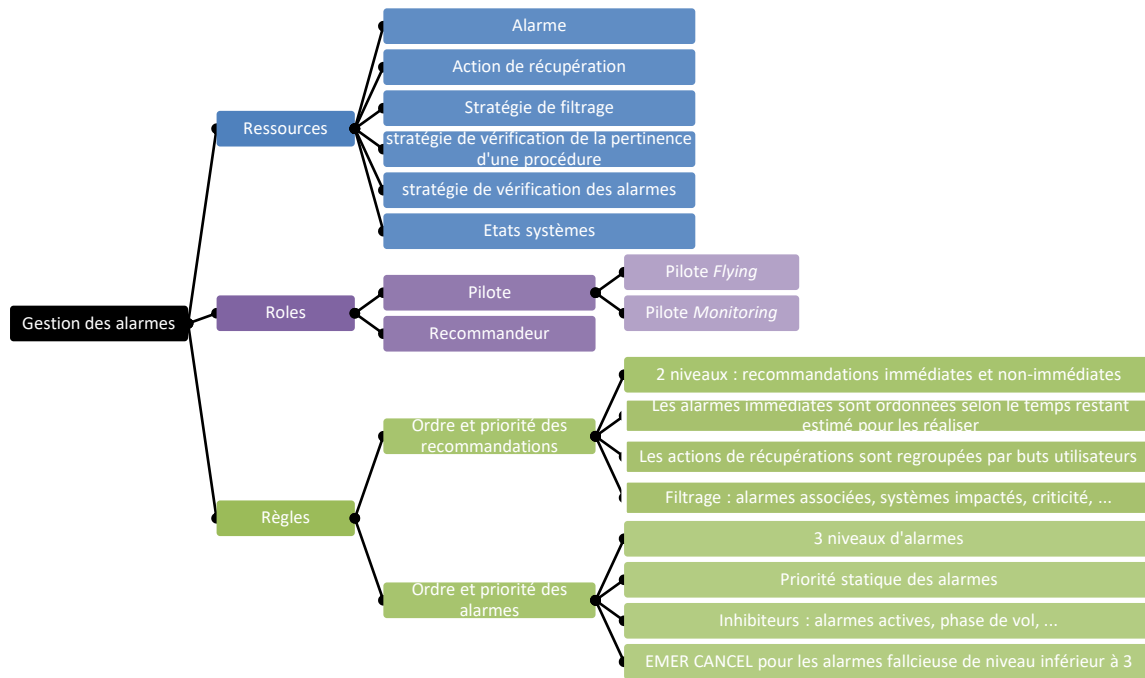 Gestion des alarmes
Ressources
Alarme
Action de récupération
Stratégie de filtrage
stratégie de vérification de la pertinence
d'une procédure
stratégie de vérification des alarmes
Etats systèmes
Roles
Pilote
Pilote Flying
Pilote Monitoring
Recommandeur
Règles
Ordre et priorité des
recommandations
2 niveaux : recommandations immédiates et non-immédiates
Les alarmes immédiates sont ordonnées selon le temps restant
estimé pour les réaliser
Les actions de récupérations sont regroupées par buts utilisateurs
Filtrage : alarmes associées, systèmes impactés, criticité, ...
Ordre et priorité des
alarmes
3 niveaux d'alarmes
Priorité statique des alarmes
Inhibiteurs : alarmes actives, phase de vol, ...
EMER CANCEL pour les alarmes fallcieuse de niveau inférieur à 3